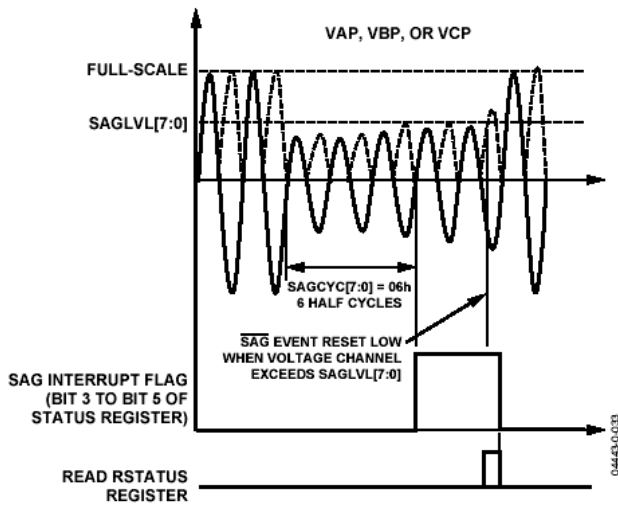 VAP, VBP, OR VCP
FULL-SCALE
SAGLVL[7:0]
SAGCYC[7:0] = 06h
6 HALF CYCLES
SAG EVENT RESET LOW
WHEN VOLTAGE CHANNEL
EXCEEDS SAGLVL[7:0]
SAG INTERRUPT FLAG
(BIT 3 TO BIT 5 OF
STATUS REGISTER)
READ RSTATUS
REGISTER
04443-0-033